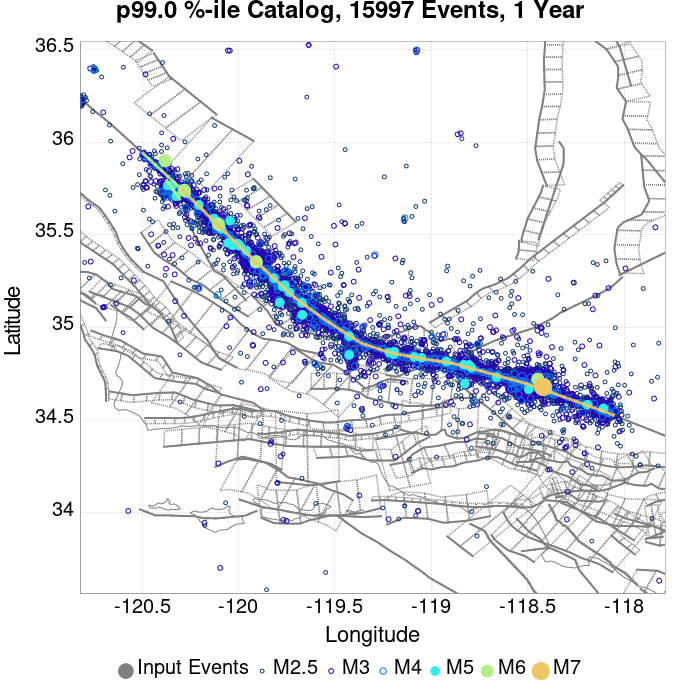 p99.0 %-ile Catalog, 15997 Events, 1 Year
36.5
36
35.5
35
34.5
34
Latitude
-120.5 -120 -119.5 -119 -118.5 -118
Longitude
Input Events M2.5 M3 M4 M5 M6 M7